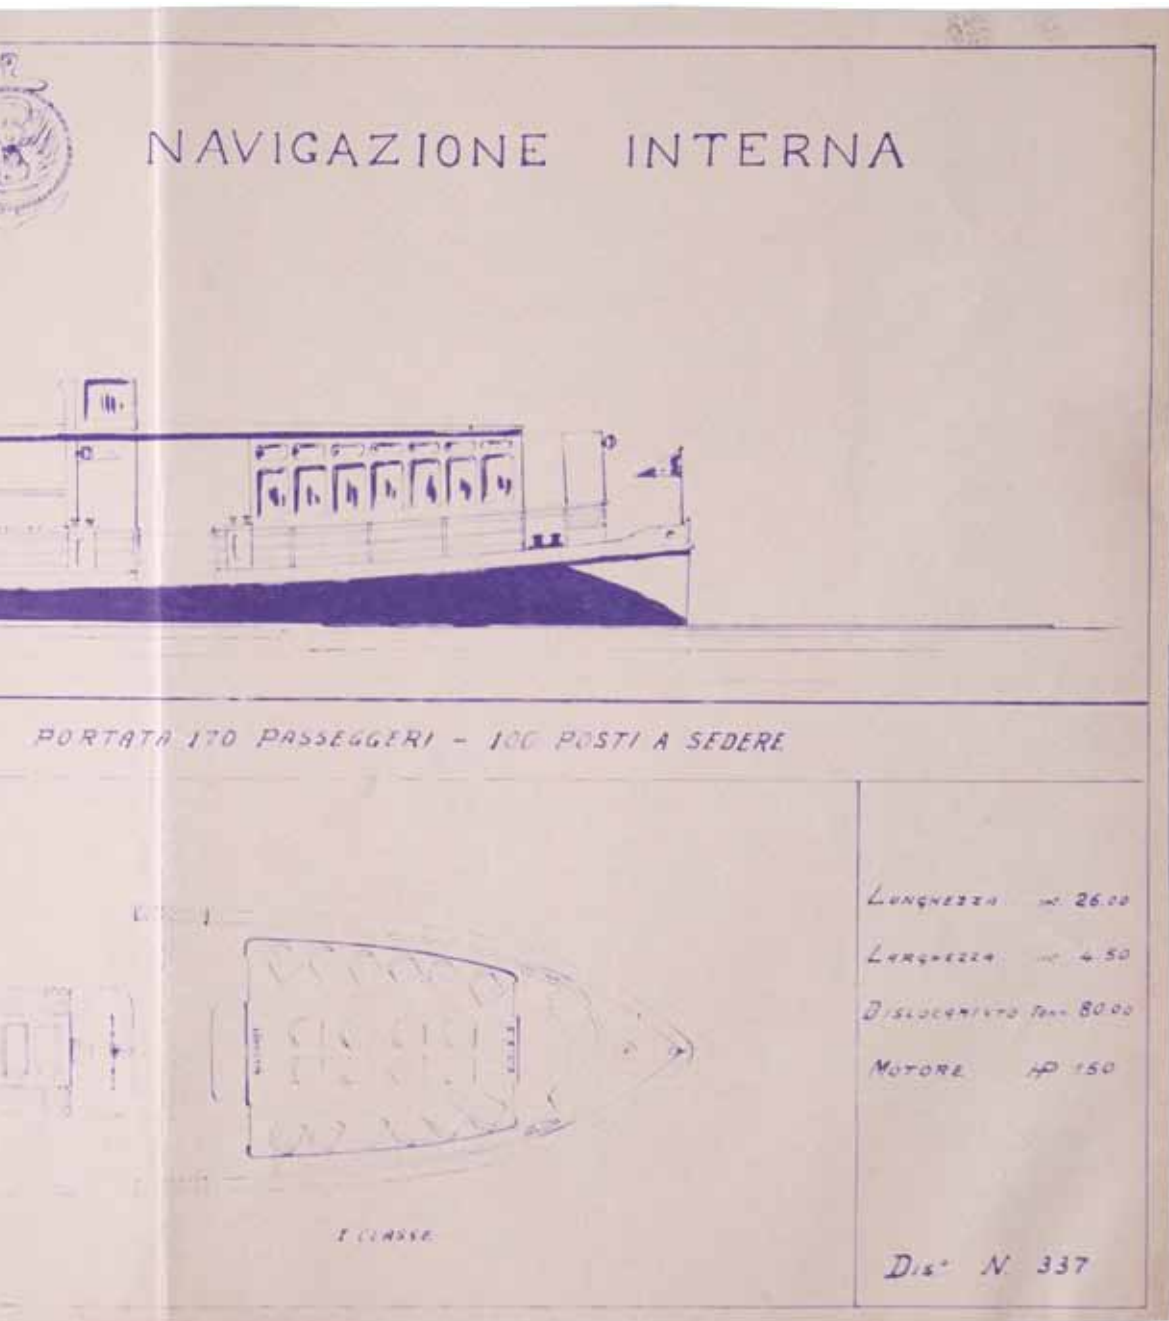 NAVIGAZIONE INTERNA
PORTATA 170 PASSEGGERI - 100 POSTI A SEDERE
LUNGHEZZA m. 26.00
LARGHEZZA m. 4.50
DISLOCAMENTO Tonn. 80.00
MOTORE HP 150
I CLASSE
Dis° N. 337